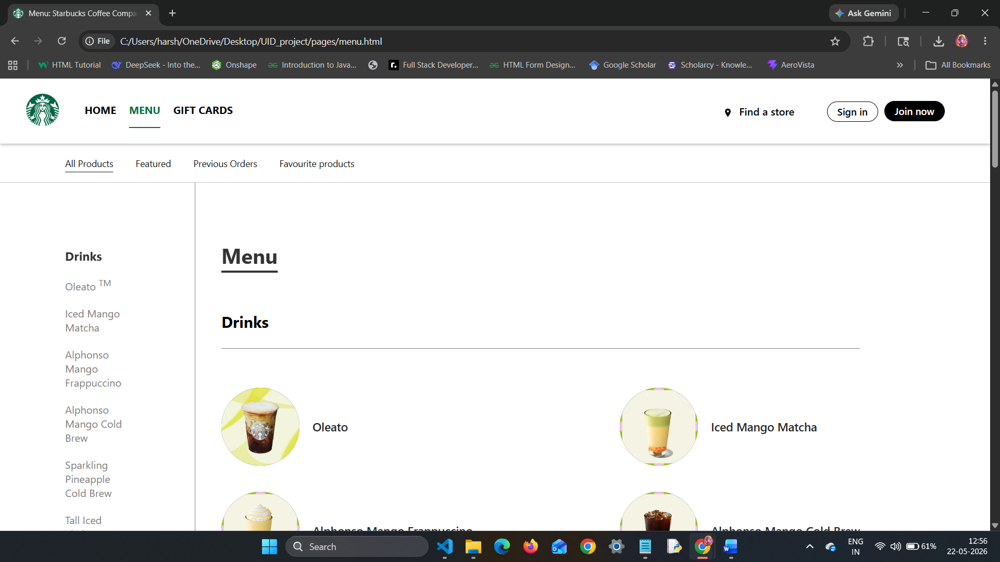 Menu: Starbucks Coffee Compa
Ask Gemini
File
C:/Users/harsh/OneDrive/Desktop/UID_project/pages/menu.html
HTML Tutorial
DeepSeek - Into the...
Onshape
Introduction to Java...
Full Stack Developer...
HTML Form Design...
Google Scholar
Scholarcy - Knowle...
AeroVista
All Bookmarks
HOME
MENU
GIFT CARDS
Find a store
Sign in
Join now
All Products
Featured
Previous Orders
Favourite products
Drinks
Oleato TM
Iced Mango
Matcha
Alphonso
Mango
Frappuccino
Alphonso
Mango Cold
Brew
Sparkling
Pineapple
Cold Brew
Tall Iced
Menu
Drinks
Oleato
Iced Mango Matcha
Alphonso Mango Frappuccino
Alphonso Mango Cold Brew
Search
ENG
IN
61%
12:56
22-05-2026